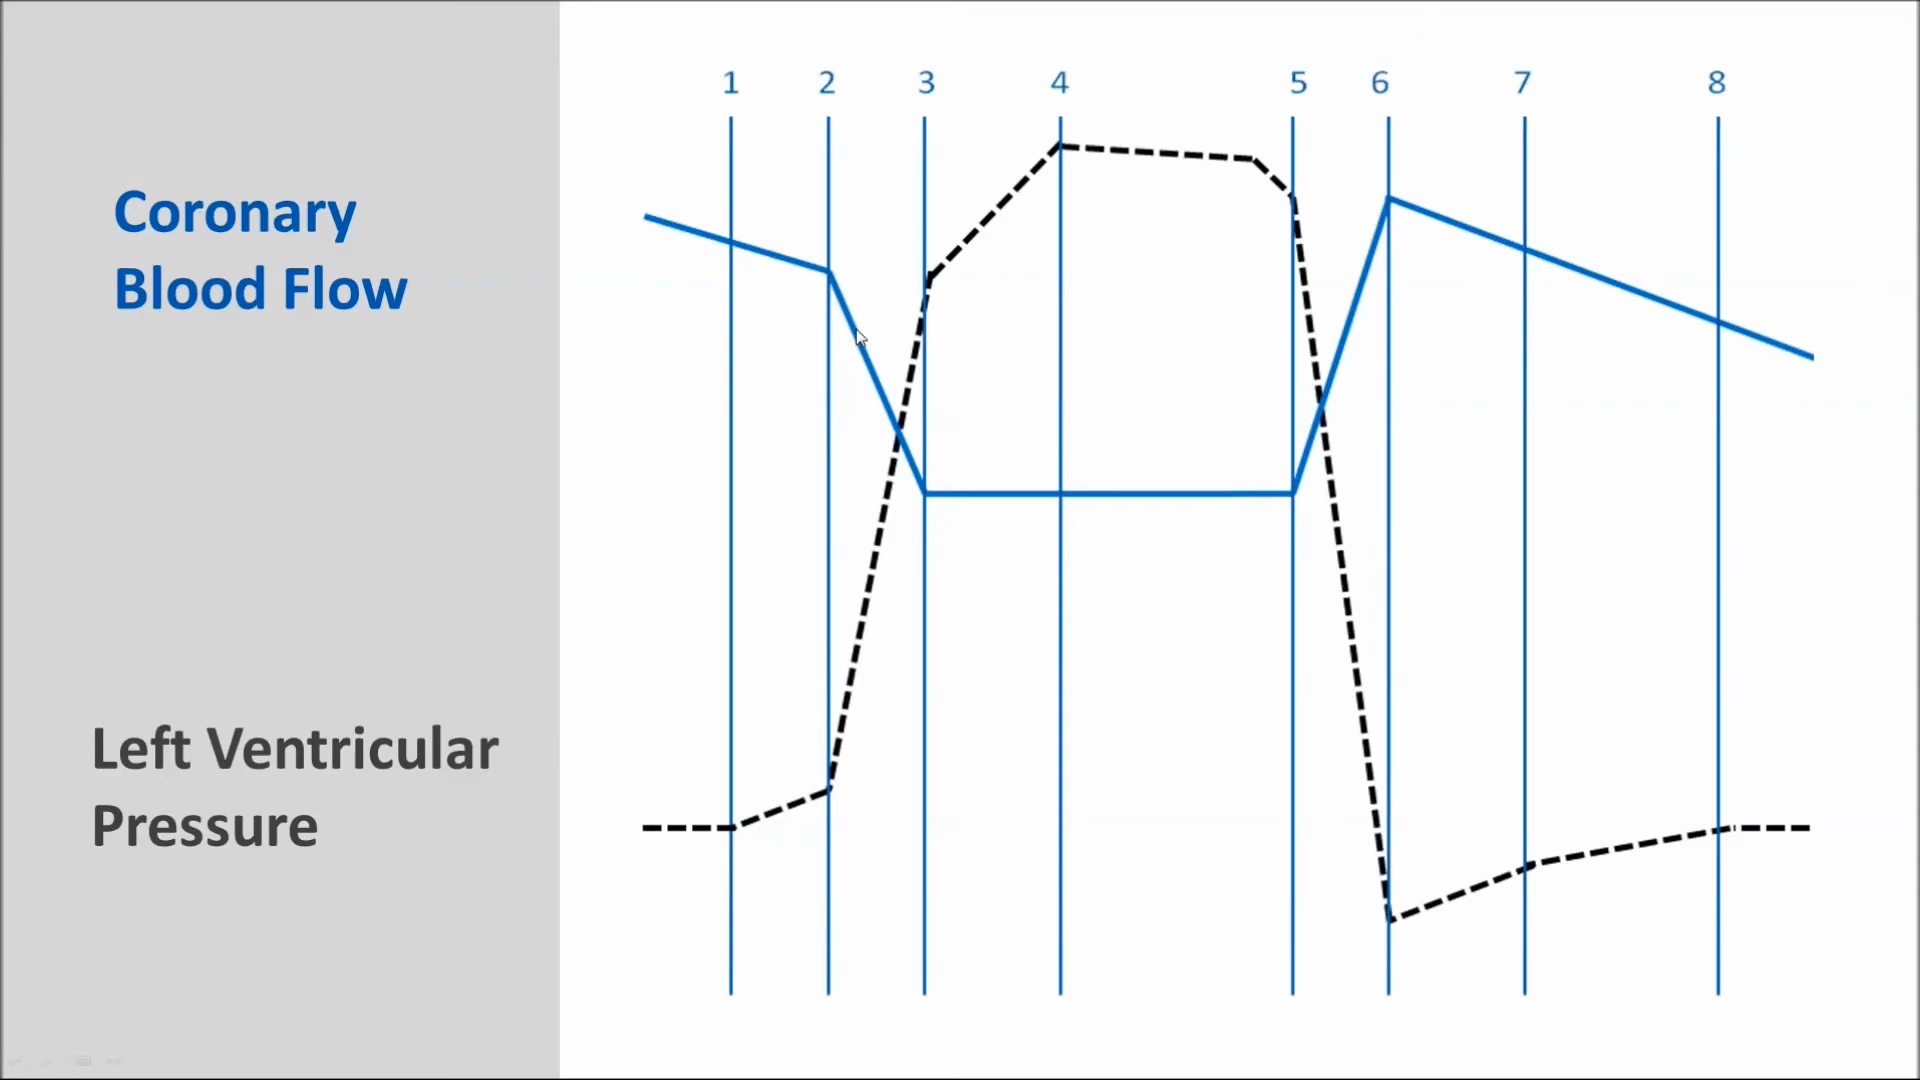 1 2 3 4 5 6 7 8
Coronary
Blood Flow
Left Ventricular
Pressure